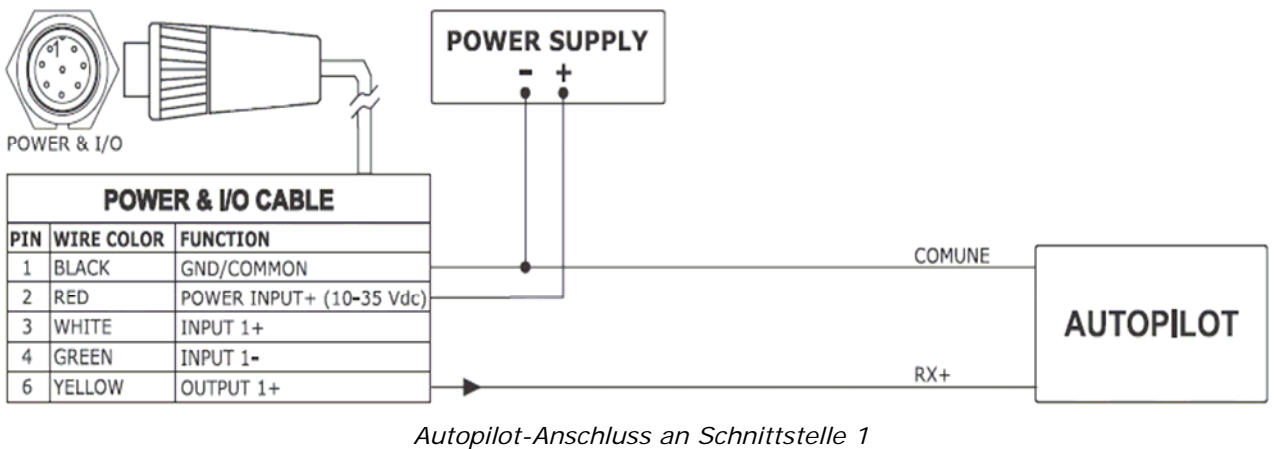 1
POWER & I/O
POWER SUPPLY
- +
POWER & I/O CABLE
PIN WIRE COLOR FUNCTION
1 BLACK GND/COMMON
2 RED POWER INPUT+ (10-35 Vdc)
3 WHITE INPUT 1+
4 GREEN INPUT 1-
6 YELLOW OUTPUT 1+
COMUNE
RX+
AUTOPILOT
Autopilot-Anschluss an Schnittstelle 1